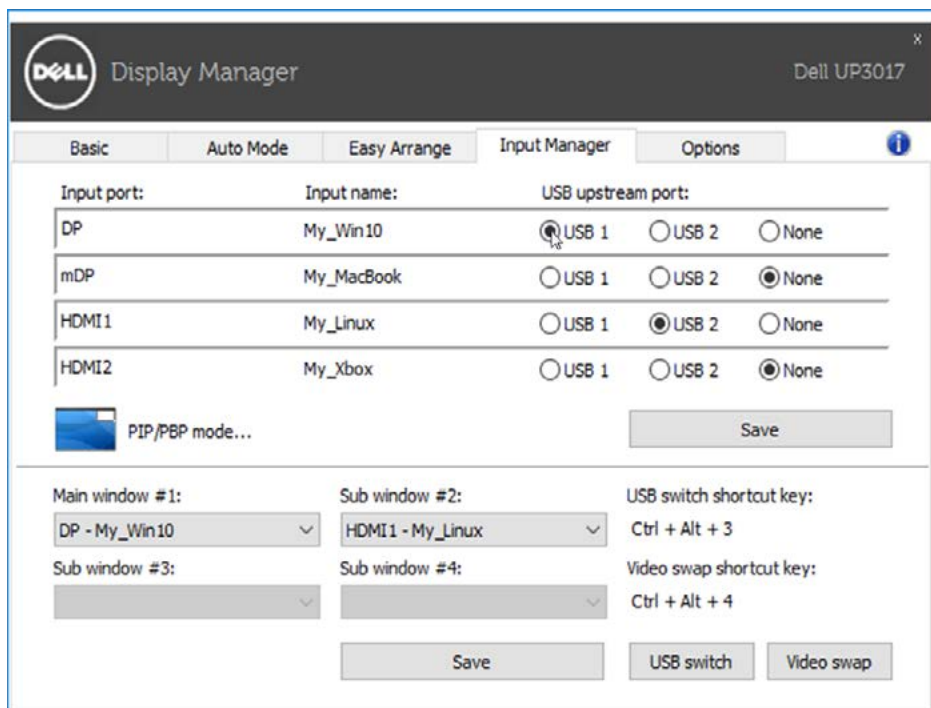 x
DELL Display Manager Dell UP3017
Basic Auto Mode Easy Arrange Input Manager Options i
Input port: Input name: USB upstream port:
DP My_Win10 USB 1 USB 2 None
mDP My_MacBook USB 1 USB 2 None
HDMI1 My_Linux USB 1 USB 2 None
HDMI2 My_Xbox USB 1 USB 2 None
PIP/PBP mode... Save
Main window #1: Sub window #2: USB switch shortcut key:
DP - My_Win10 HDMI1 - My_Linux Ctrl + Alt + 3
Sub window #3: Sub window #4: Video swap shortcut key:
Ctrl + Alt + 4
Save USB switch Video swap